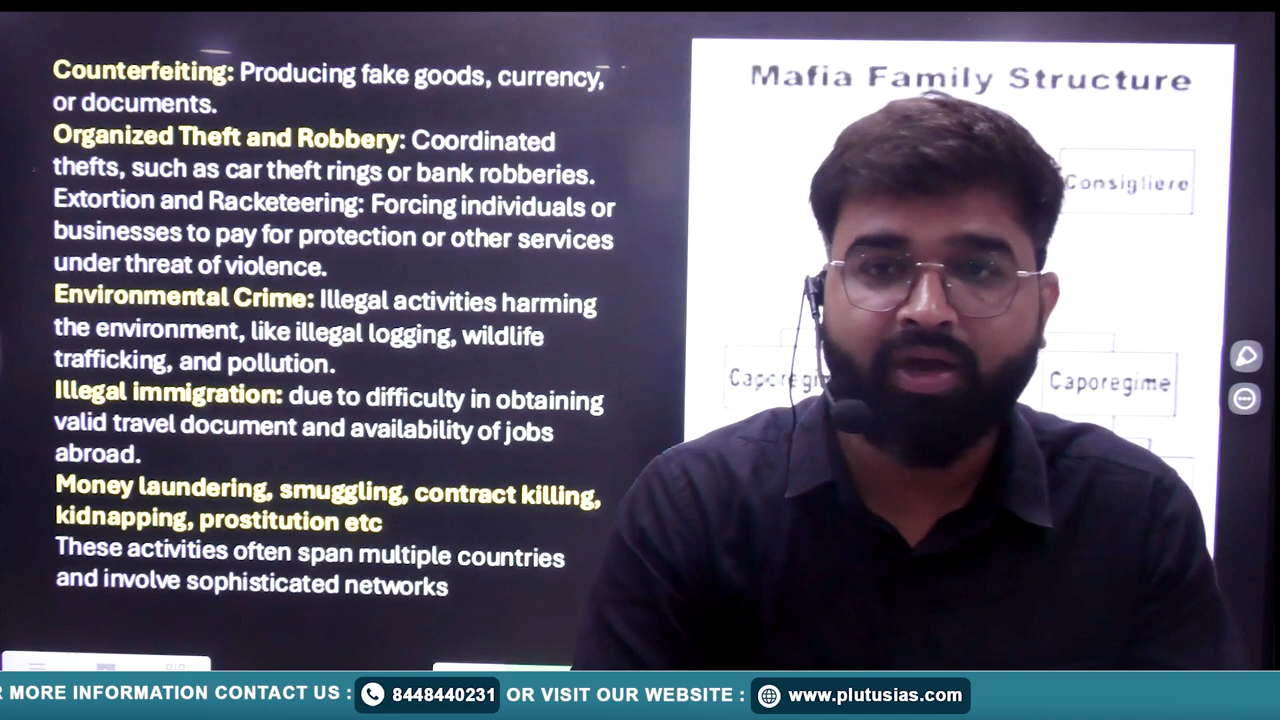 Counterfeiting: Producing fake goods, currency,
or documents.
Organized Theft and Robbery: Coordinated
thefts, such as car theft rings or bank robberies.
Extortion and Racketeering: Forcing individuals or
businesses to pay for protection or other services
under threat of violence.
Environmental Crime: Illegal activities harming
the environment, like illegal logging, wildlife
trafficking, and pollution.
Illegal immigration: due to difficulty in obtaining
valid travel document and availability of jobs
abroad.
Money laundering, smuggling, contract killing,
kidnapping, prostitution etc
These activities often span multiple countries
and involve sophisticated networks
Mafia Family Structure
Consigliere
Caporegime
MORE INFORMATION CONTACT US : 8448440231 OR VISIT OUR WEBSITE : www.plutusias.com